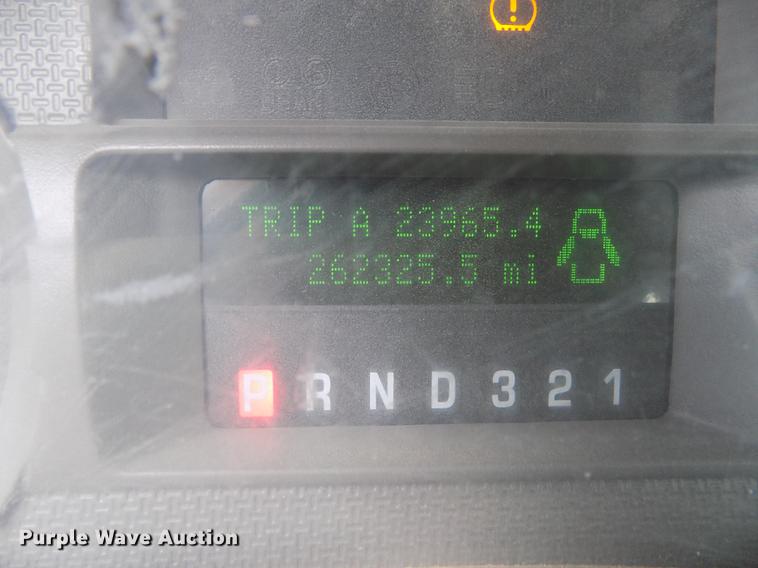 TRIP A 23965.4
262325.5 mi
P R N D 3 2 1
Purple Wave Auction